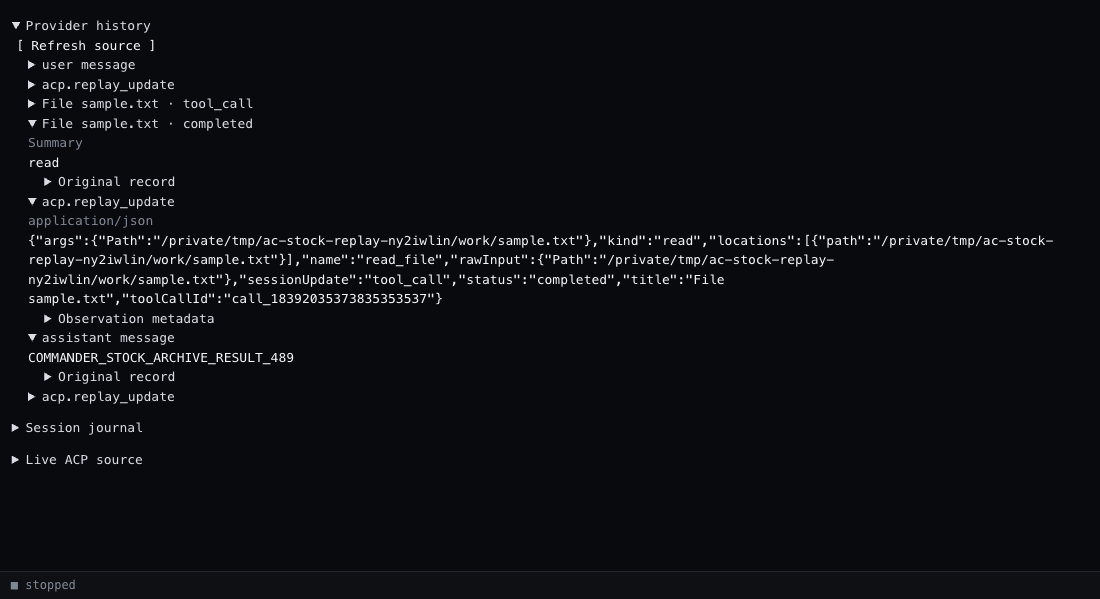 Provider history
[ Refresh source ]
user message
acp.replay_update
File sample.txt · tool_call
File sample.txt · completed
Summary
read
Original record
acp.replay_update
application/json
{"args":{"Path":"/private/tmp/ac-stock-replay-ny2iwlin/work/sample.txt"},"kind":"read","locations":[{"path":"/private/tmp/ac-stock-
replay-ny2iwlin/work/sample.txt"}],"name":"read_file","rawInput":{"Path":"/private/tmp/ac-stock-replay-
ny2iwlin/work/sample.txt"},"sessionUpdate":"tool_call","status":"completed","title":"File
sample.txt","toolCallId":"call_18392035373835353537"}
Observation metadata
assistant message
COMMANDER_STOCK_ARCHIVE_RESULT_489
Original record
acp.replay_update
Session journal
Live ACP source
stopped